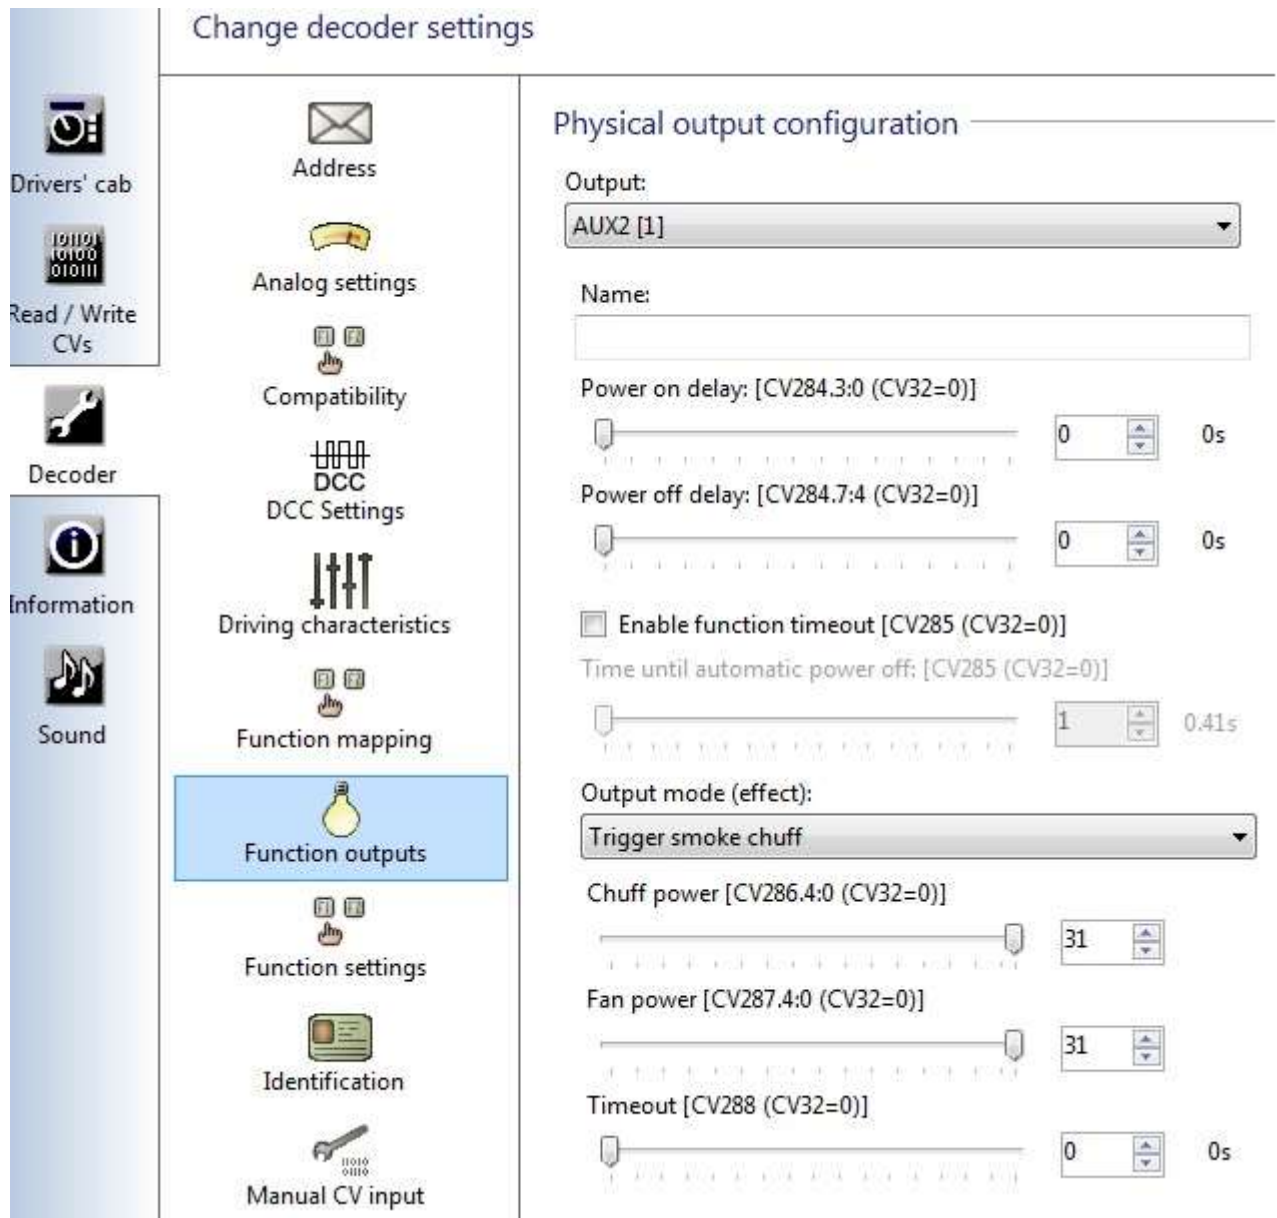 Change decoder settings
Drivers' cab
Read / Write
CVs
Decoder
Information
Sound
Address
Analog settings
Compatibility
DCC
DCC Settings
Driving characteristics
Function mapping
Function outputs
Function settings
Identification
Manual CV input
Physical output configuration
Output:
AUX2 [1]
Name:
Power on delay: [CV284.3:0 (CV32=0)]
0 0s
Power off delay: [CV284.7:4 (CV32=0)]
0 0s
Enable function timeout [CV285 (CV32=0)]
Time until automatic power off: [CV285 (CV32=0)]
1 0.41s
Output mode (effect):
Trigger smoke chuff
Chuff power [CV286.4:0 (CV32=0)]
31
Fan power [CV287.4:0 (CV32=0)]
31
Timeout [CV288 (CV32=0)]
0 0s